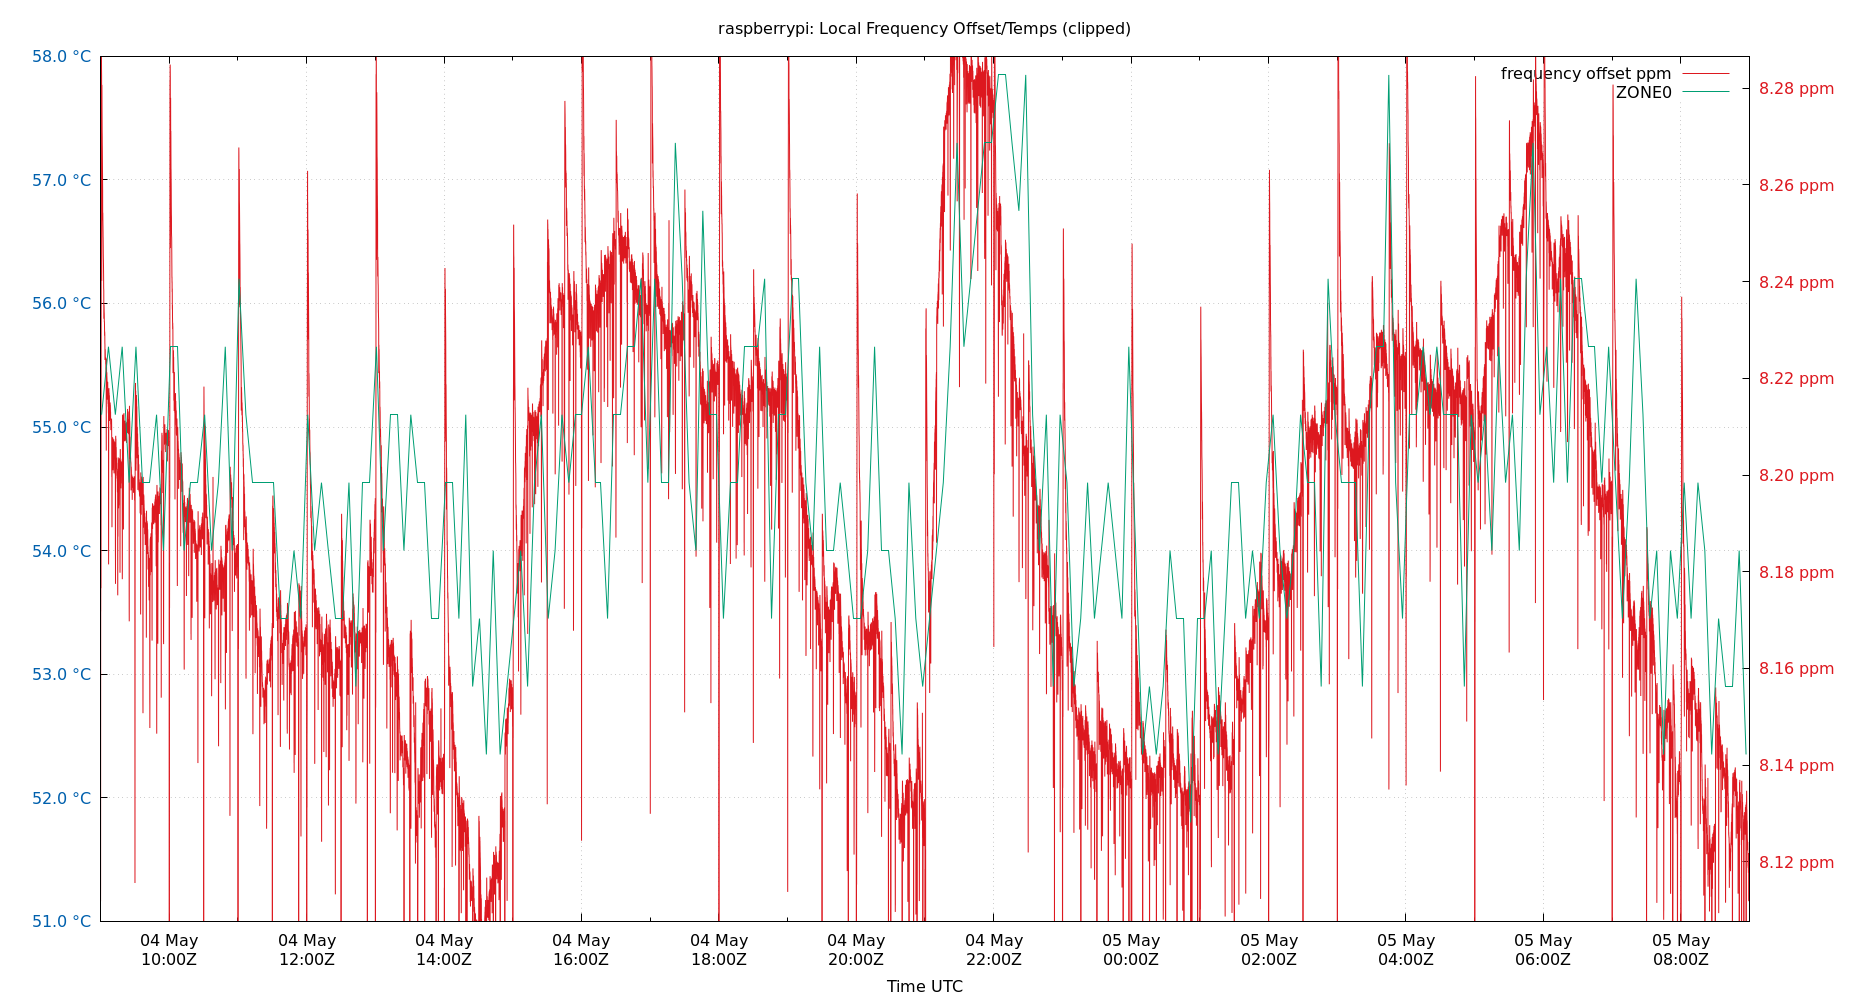 raspberrypi: Local Frequency Offset/Temps (clipped)
58.0 °C
57.0 °C
56.0 °C
55.0 °C
54.0 °C
53.0 °C
52.0 °C
51.0 °C
frequency offset ppm
ZONE0
8.28 ppm
8.26 ppm
8.24 ppm
8.22 ppm
8.20 ppm
8.18 ppm
8.16 ppm
8.14 ppm
8.12 ppm
04 May 04 May 04 May 04 May 04 May 04 May 04 May 05 May 05 May 05 May 05 May 05 May
10:00Z 12:00Z 14:00Z 16:00Z 18:00Z 20:00Z 22:00Z 00:00Z 02:00Z 04:00Z 06:00Z 08:00Z
Time UTC